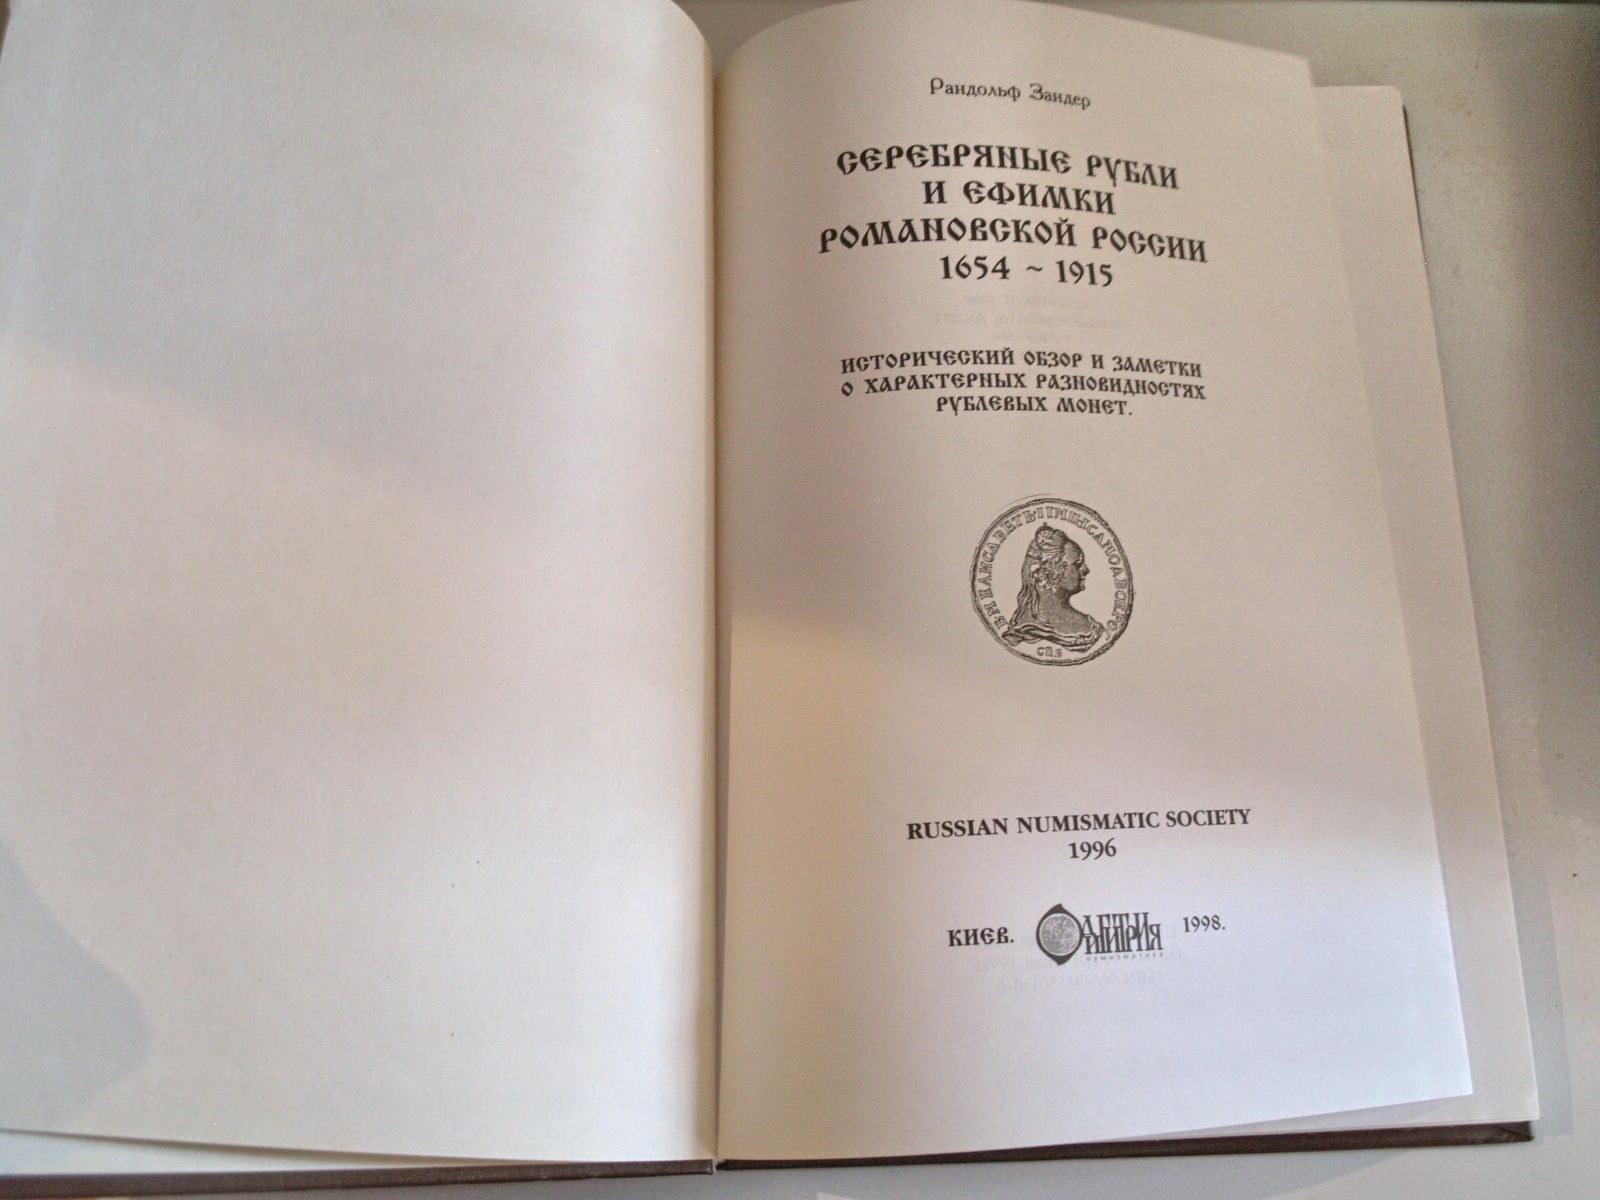 Рандольф Зандер
СЕРЕБРЯНЫЕ РУБЛИ
И ЕФИМКИ
РОМАНОВСКОЙ РОССИИ
1654 ~ 1915
ИСТОРИЧЕСКИЙ ОБЗОР И ЗАМЕТКИ
О ХАРАКТЕРНЫХ РАЗНОВИДНОСТЯХ
РУБЛЕВЫХ МОНЕТ.
СПБ
RUSSIAN NUMISMATIC SOCIETY
1996
КИЕВ. 1998.